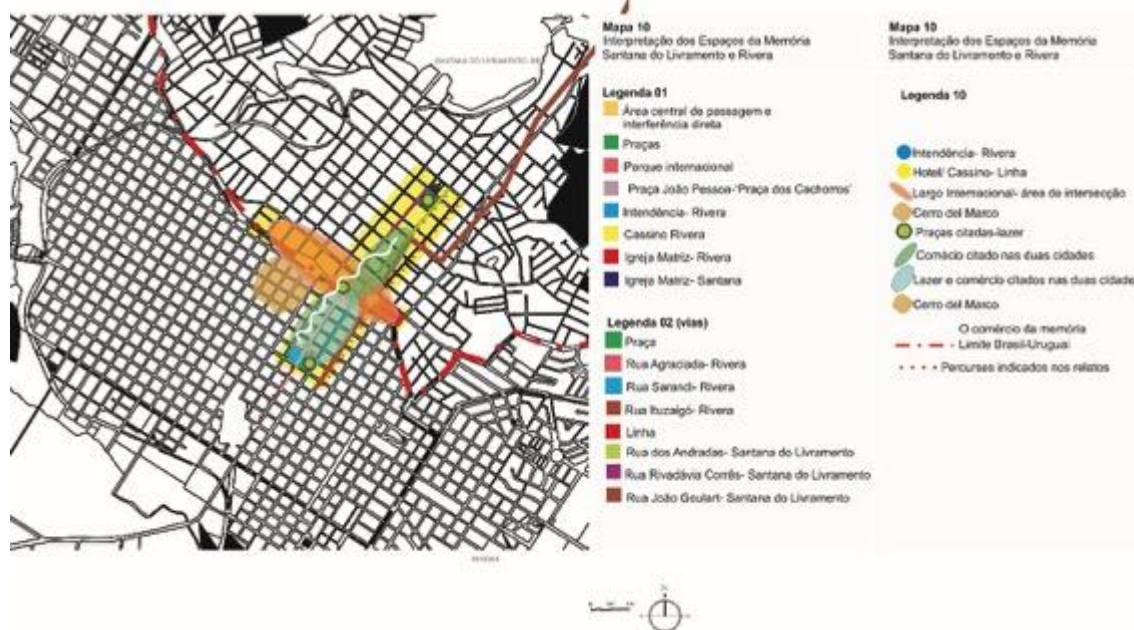 Mapa 10
Interpretação dos Espaços da Memória
Santana do Livramento e Rivera
Legenda 01
Área central de passagem e
interferência direta
Praças
Parque internacional
Praça João Pessoa-'Praça dos Cachorros'
Intendência- Rivera
Cassino Rivera
Igreja Matriz- Rivera
Igreja Matriz- Santana
Legenda 02 (vias)
Praça
Rua Agraciada- Rivera
Rua Sarandi- Rivera
Rua Ituzaigó- Rivera
Linha
Rua dos Andradas- Santana do Livramento
Rua Rivadávia Corrês- Santana do Livramento
Rua João Goulart- Santana do Livramento
Mapa 10
Interpretação dos Espaços da Memória
Santana do Livramento e Rivera
Legenda 10
Intendência- Rivera
Hotel/ Cassino- Linha
Largo Internacional- área de intersecção
Cerro del Marco
Praças citadas-lazer
Comécio citado nas duas cidades
Lazer e comércio citados nas duas cidade
Cerro del Marco
O comércio da memória
Limite Brasil-Uruguai
Percursos indicados nos relatos